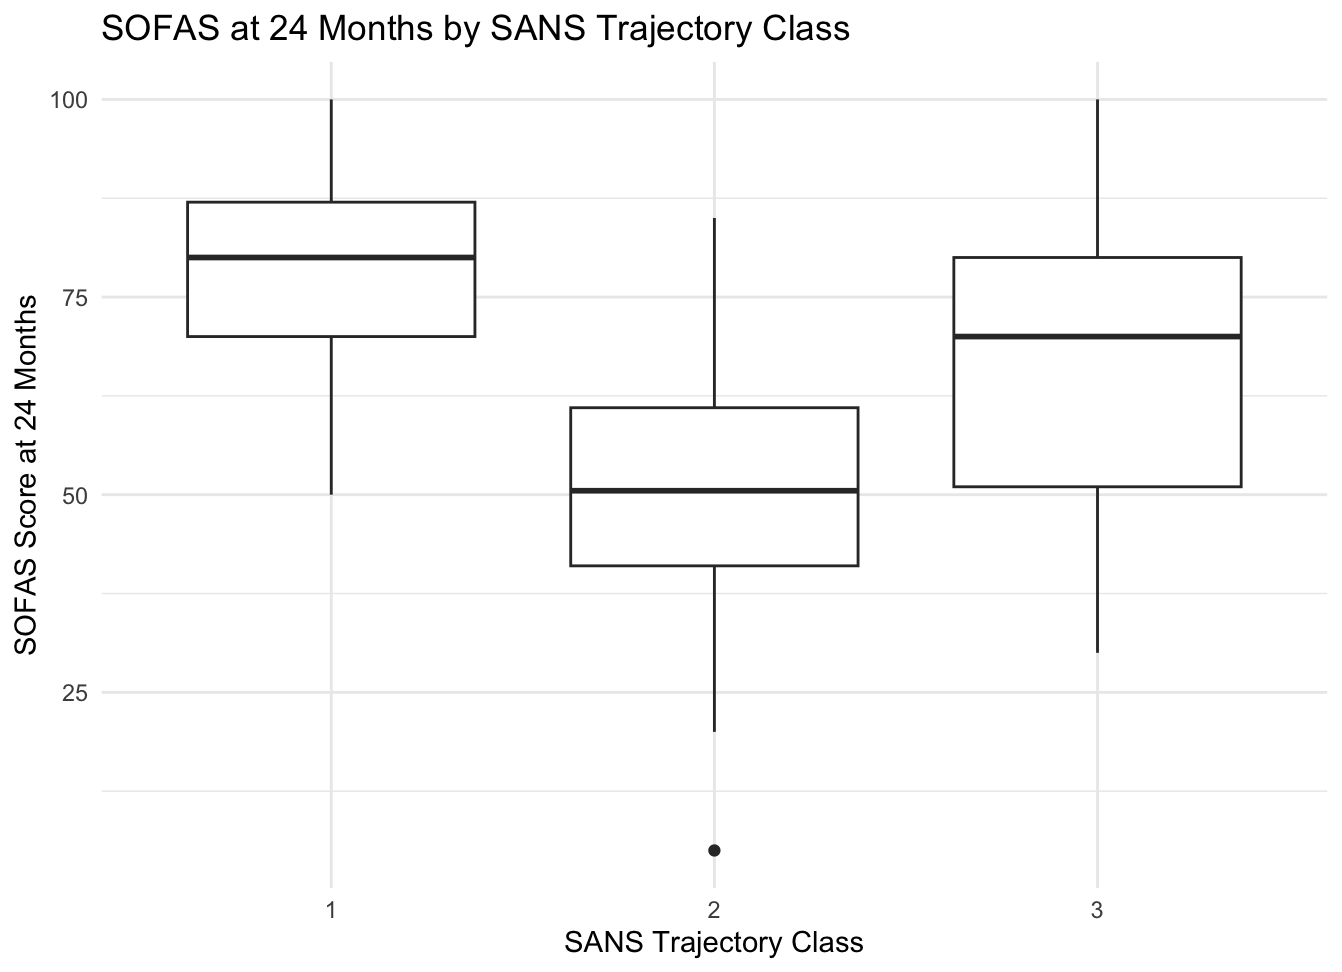 SOFAS at 24 Months by SANS Trajectory Class
SOFAS Score at 24 Months
100
75
50
25
1
2
3
SANS Trajectory Class